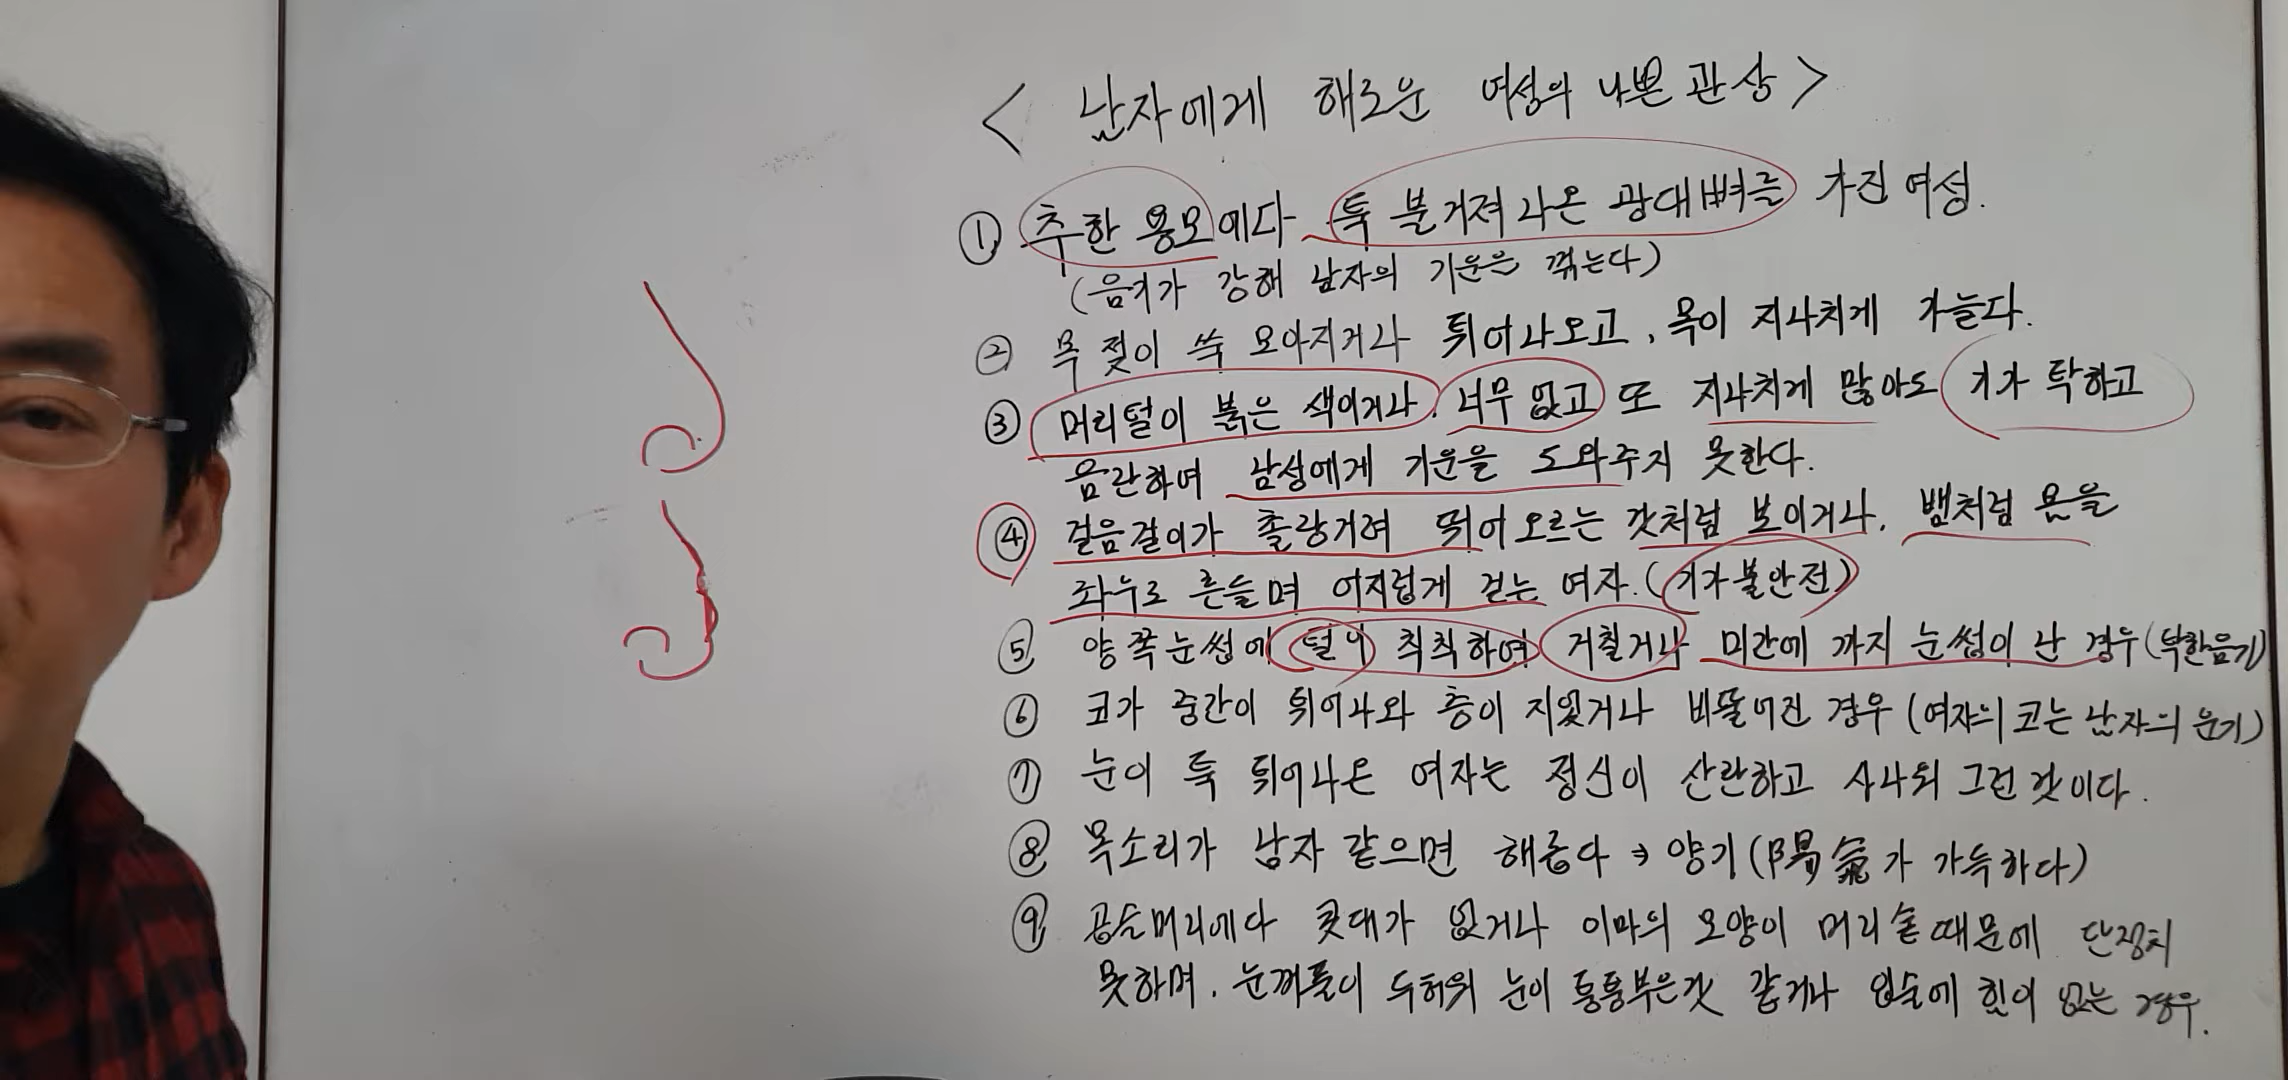 < 남자에게 해로운 여성의 나쁜 관상 >
① 추한 용모에다 툭 불거져 나온 광대뼈를 가진 여성.
(음기가 강해 남자의 기운을 꺾는다)
② 목 젖이 쑥 모아지거나 튀어나오고, 목이 지나치게 가늘다.
③ 머리털이 붉은 색이거나, 너무 없고 또 지나치게 많아도 기가 탁하고
음란하며 남성에게 기운을 도와주지 못한다.
④ 걸음걸이가 촐랑거려 뛰어오르는 것처럼 보이거나, 뱀처럼 몸을
좌우로 흔들며 어지럽게 걷는 여자. (기가 불안전)
⑤ 양쪽눈썹에 털이 칙칙하며 거칠거나 미간에 까지 눈썹이 난 경우 (탁한음기)
⑥ 코가 중간이 튀어나와 층이 지있거나 비뚤어진 경우 (여자의 코는 남자의 운기)
⑦ 눈이 툭 튀어나온 여자는 정신이 산란하고 사나워 그런 것이다.
⑧ 목소리가 남자 같으면 해롭다 → 양기 (陽氣가 가득하다)
⑨ 곱슬머리에다 콧대가 없거나 이마의 모양이 머리숱때문에 단정치
못하며, 눈꺼풀이 두꺼워 눈이 퉁퉁부은것 같거나 입술에 힘이 없는 경우.